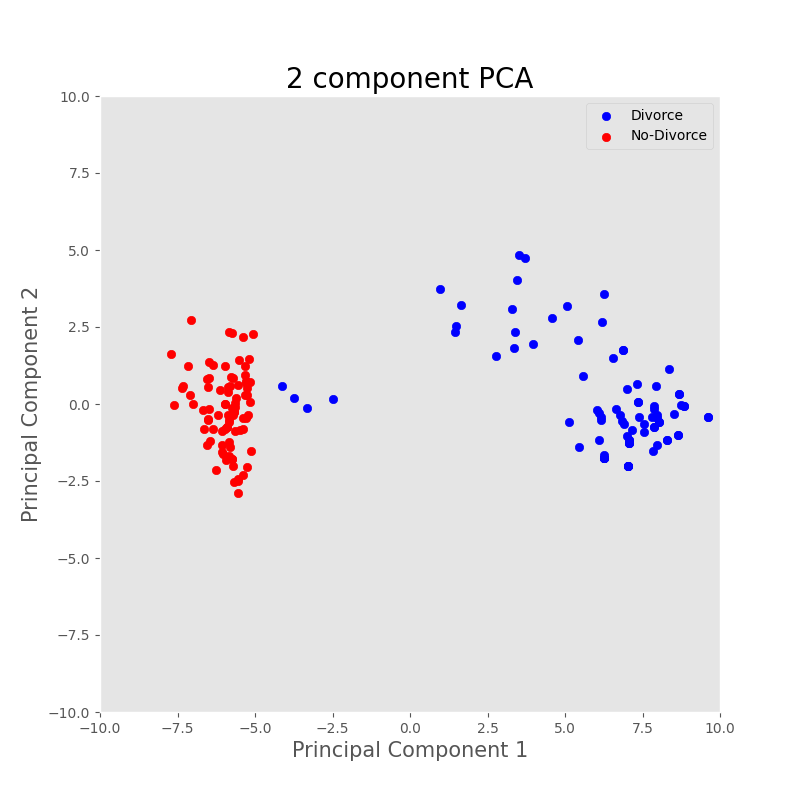 2 component PCA
Divorce
No-Divorce
10.0
7.5
5.0
2.5
0.0
−2.5
−5.0
−7.5
−10.0
Principal Component 2
−10.0 −7.5 −5.0 −2.5 0.0 2.5 5.0 7.5 10.0
Principal Component 1